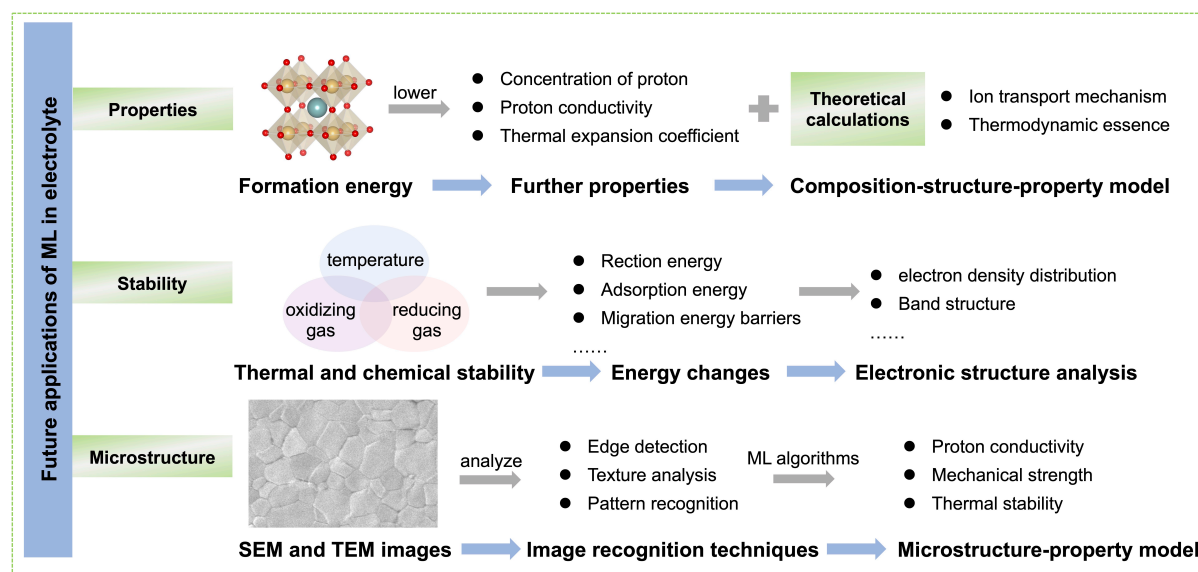 Future applications of ML in electrolyte
Properties
lower
● Concentration of proton
● Proton conductivity
● Thermal expansion coefficient
Theoretical
calculations
● Ion transport mechanism
● Thermodynamic essence
Formation energy
Further properties
Composition-structure-property model
Stability
temperature
oxidizing
gas
reducing
gas
● Rection energy
● Adsorption energy
● Migration energy barriers
......
● electron density distribution
● Band structure
......
Thermal and chemical stability
Energy changes
Electronic structure analysis
Microstructure
analyze
● Edge detection
● Texture analysis
● Pattern recognition
ML algorithms
● Proton conductivity
● Mechanical strength
● Thermal stability
SEM and TEM images
Image recognition techniques
Microstructure-property model